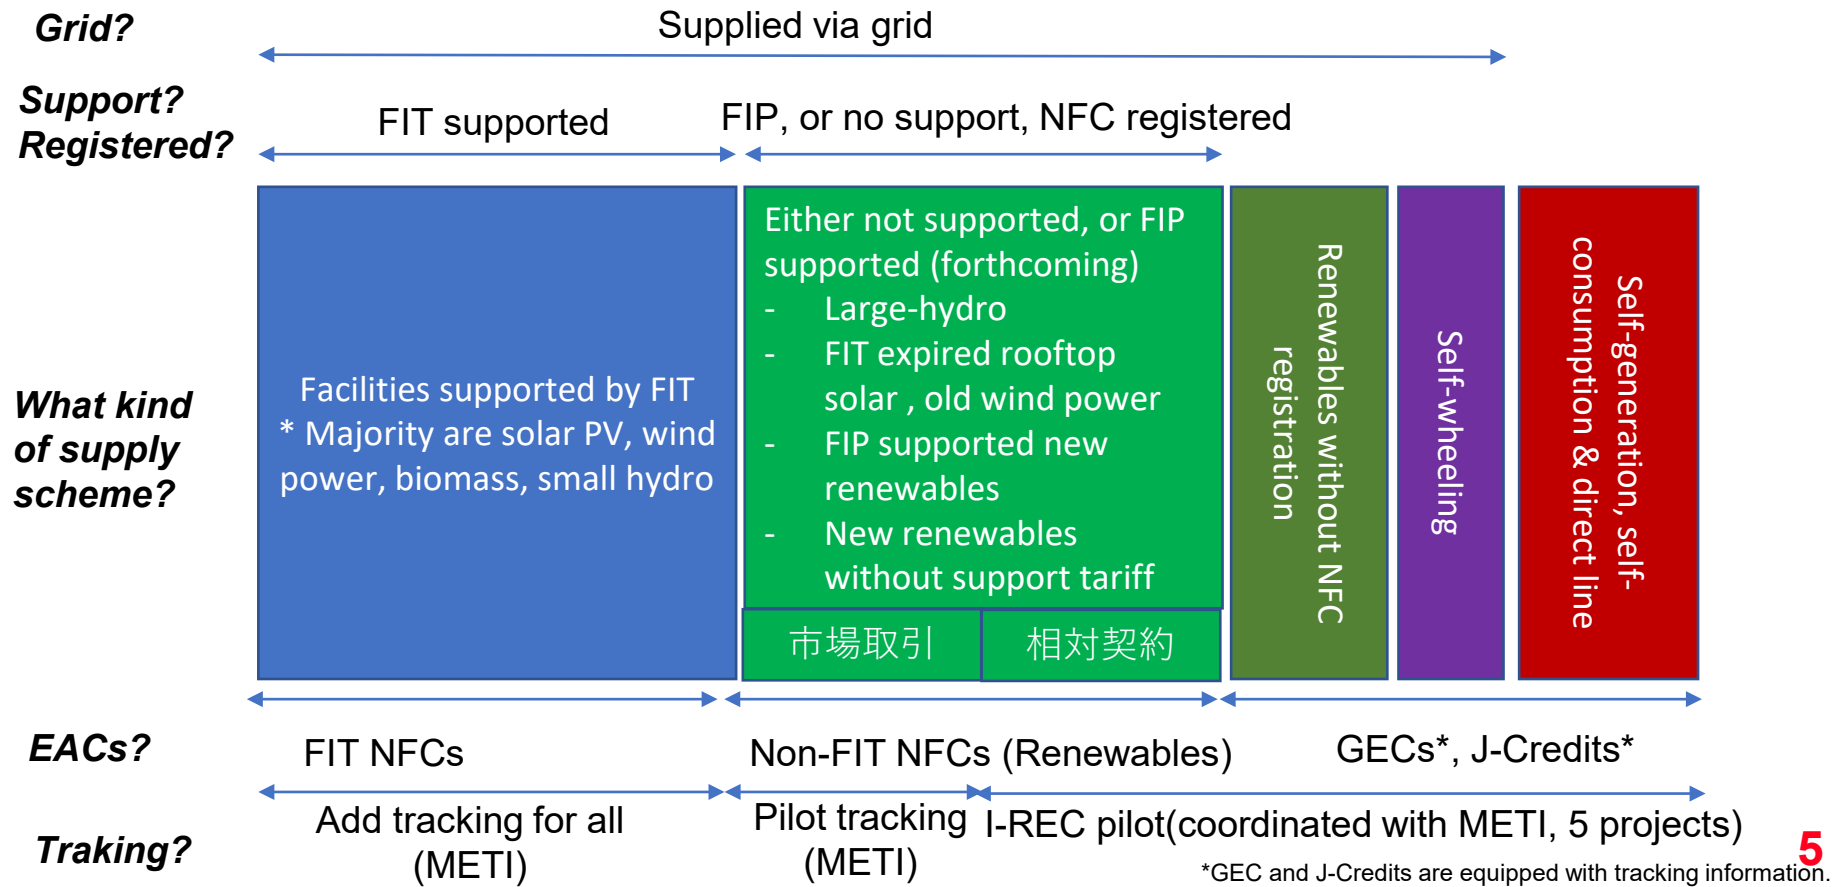 Grid?
Supplied via grid
Support?
Registered?
FIT supported
FIP, or no support, NFC registered
What kind
of supply
scheme?
Facilities supported by FIT
* Majority are solar PV, wind
power, biomass, small hydro
Either not supported, or FIP
supported (forthcoming)
- Large-hydro
- FIT expired rooftop
solar , old wind power
- FIP supported new
renewables
- New renewables
without support tariff
市場取引
相対契約
Renewables without NFC
registration
Self-wheeling
Self-generation, self-
consumption & direct line
EACs?
FIT NFCs
Non-FIT NFCs (Renewables)
GECs*, J-Credits*
Traking?
Add tracking for all
(METI)
Pilot tracking
(METI)
I-REC pilot(coordinated with METI, 5 projects)
*GEC and J-Credits are equipped with tracking information.
5